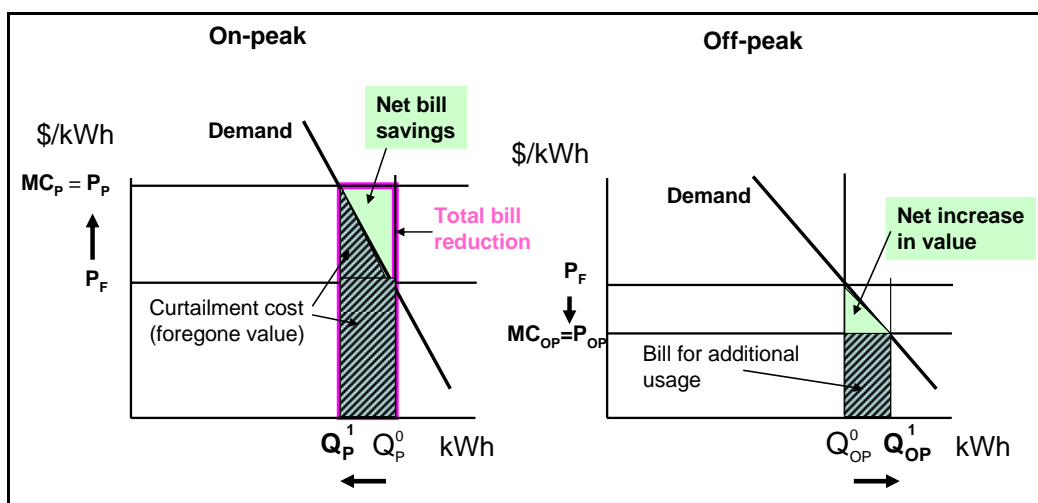 On-peak
Off-peak
Net bill
savings
Demand
$/kWh
MC_P = P_P
Total bill
reduction
P_F
Curtailment cost
(foregone value)
Q_P^1
Q_P^0
kWh
$/kWh
Demand
Net increase
in value
P_F
MC_OP=P_OP
Bill for additional
usage
Q_OP^0
Q_OP^1
kWh